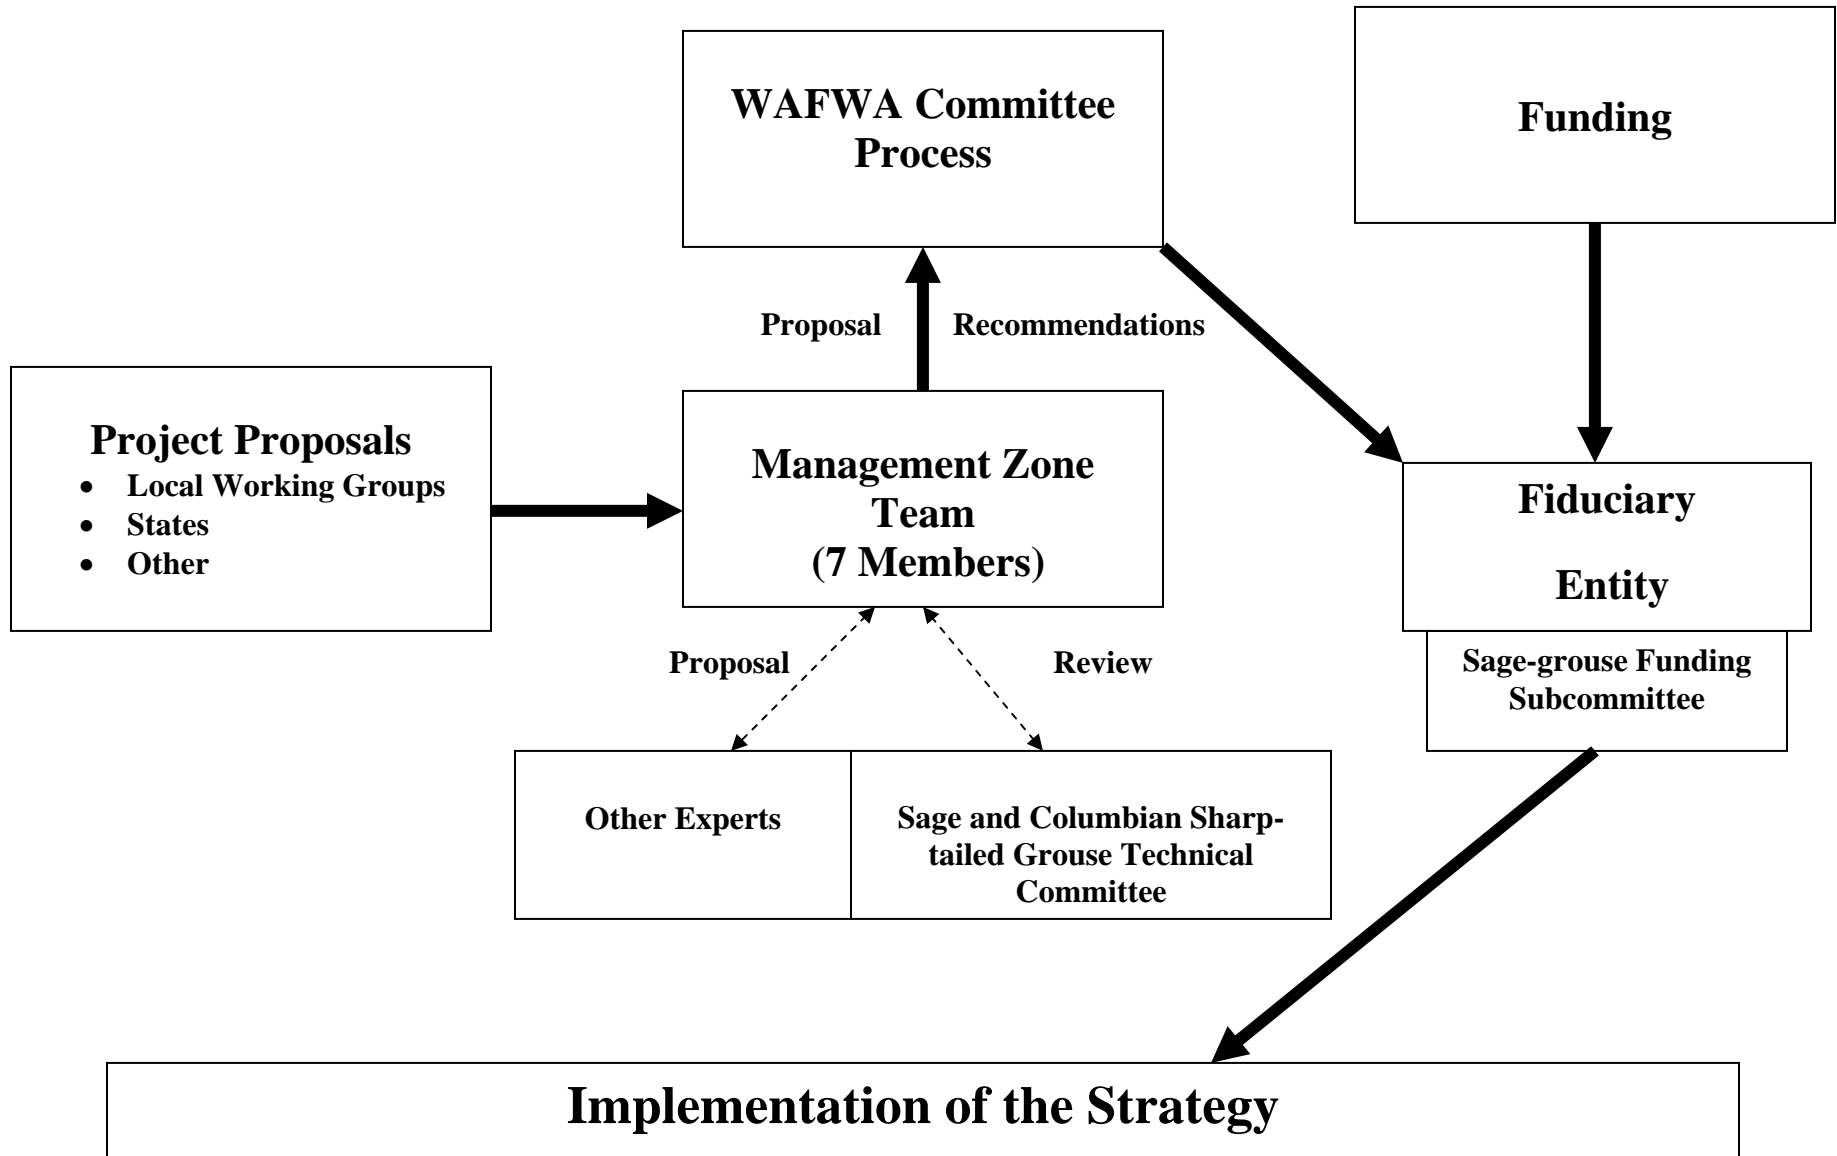 WAFWA Committee
Process
Funding
Proposal Recommendations
Project Proposals
• Local Working Groups
• States
• Other
Management Zone
Team
(7 Members)
Fiduciary
Entity
Sage-grouse Funding
Subcommittee
Proposal Review
Other Experts
Sage and Columbian Sharp-
tailed Grouse Technical
Committee
Implementation of the Strategy